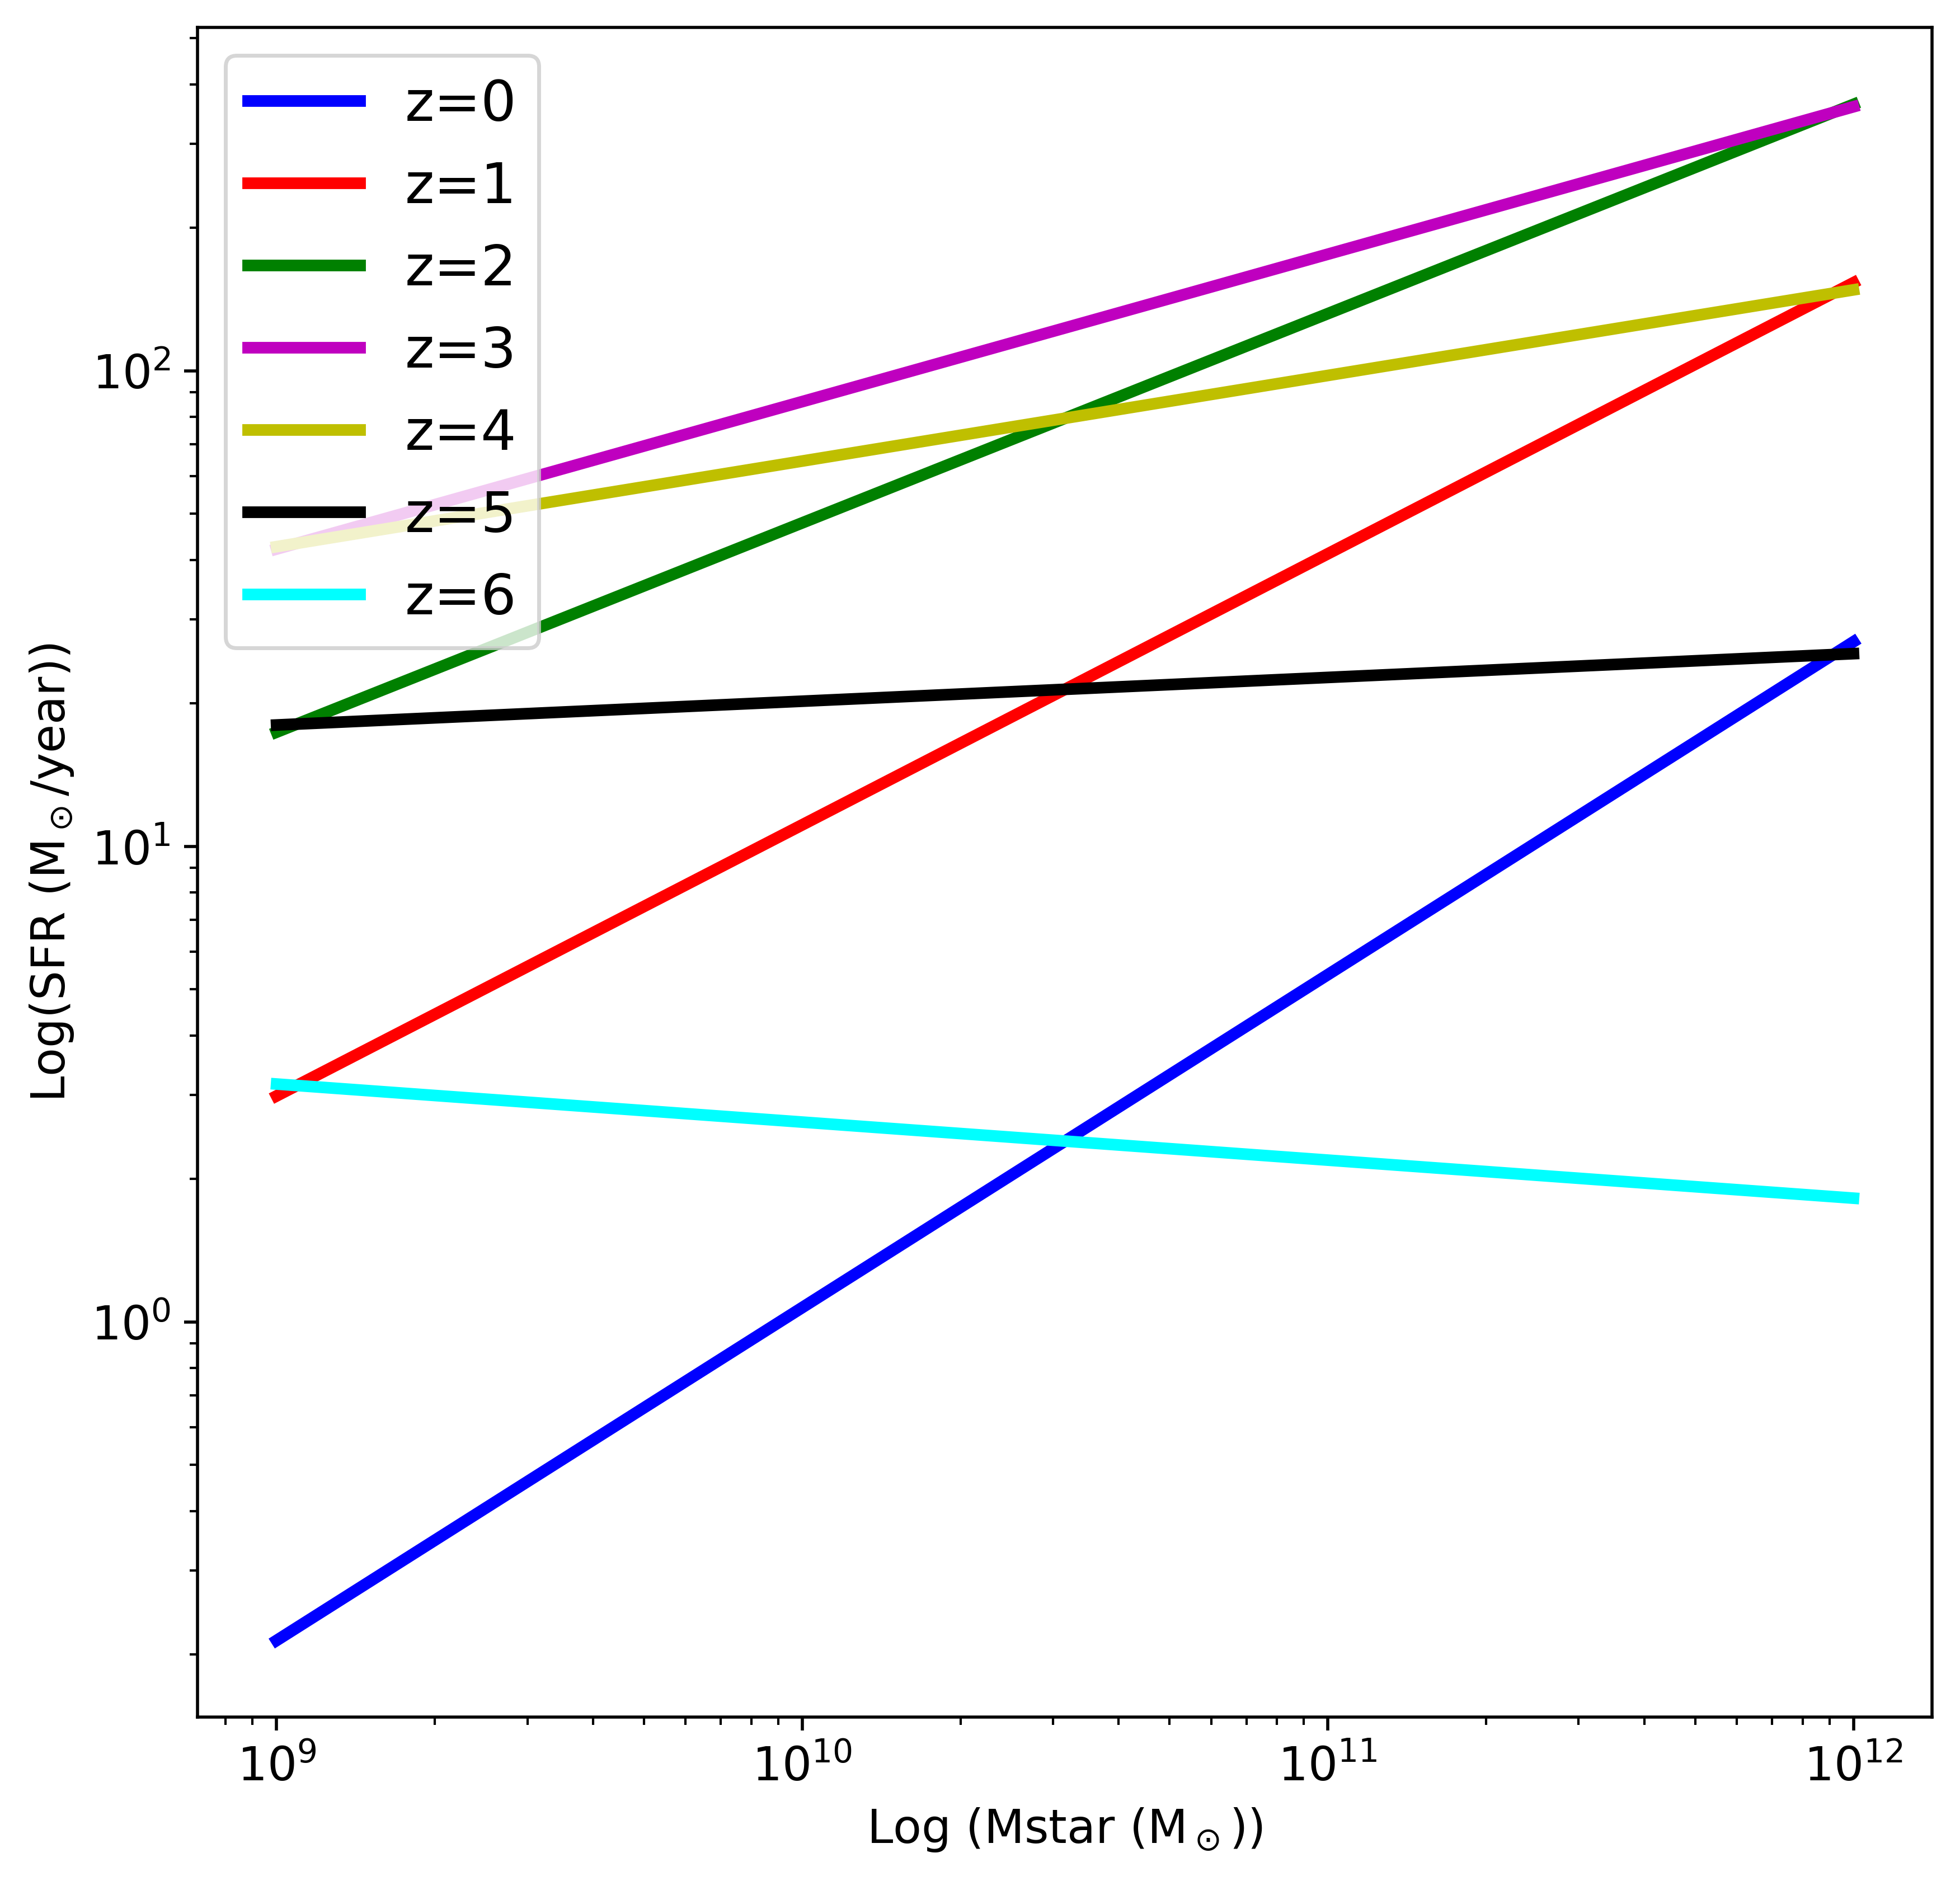 z=0
z=1
z=2
z=3
z=4
z=5
z=6
10²
10¹
10⁰
Log(SFR (M⊙/year))
10⁹ 10¹⁰ 10¹¹ 10¹²
Log (Mstar (M⊙))